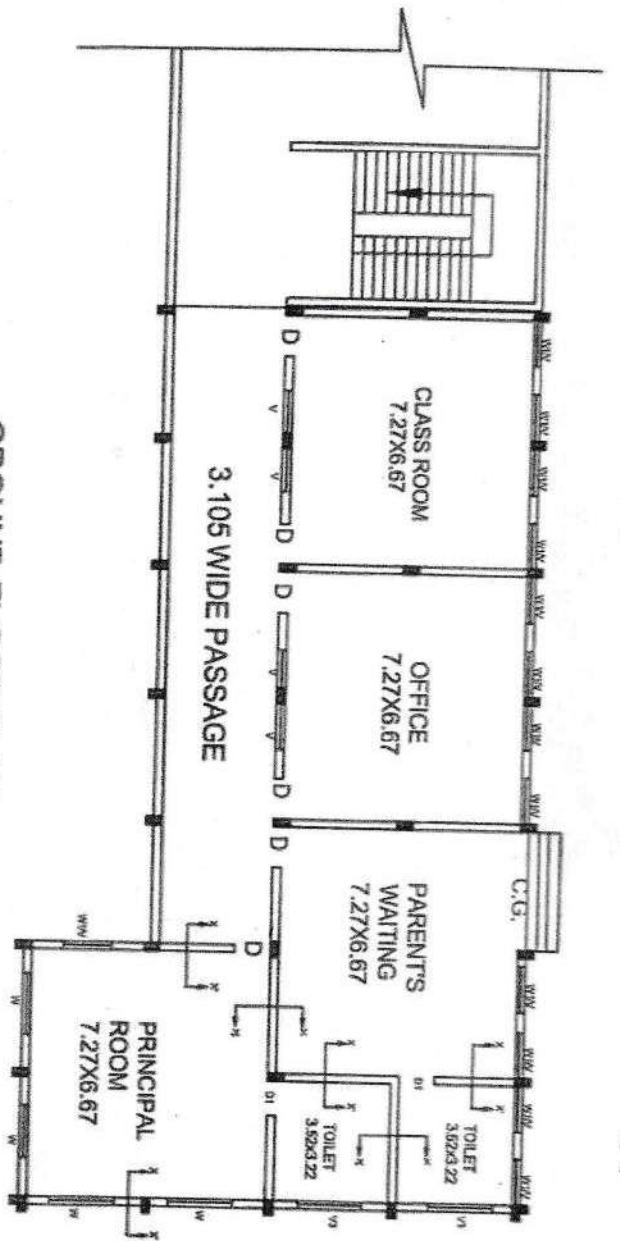 CLASS ROOM
7.27X6.67
OFFICE
7.27X6.67
C.G.
PARENT'S
WAITING
7.27X6.67
TOILET
3.52x3.22
TOILET
3.52x3.22
D
V
V
D
D
V
V
D
D
D
D1
D1
3.105 WIDE PASSAGE
PRINCIPAL
ROOM
7.27X6.67
W
W
W
W
V3